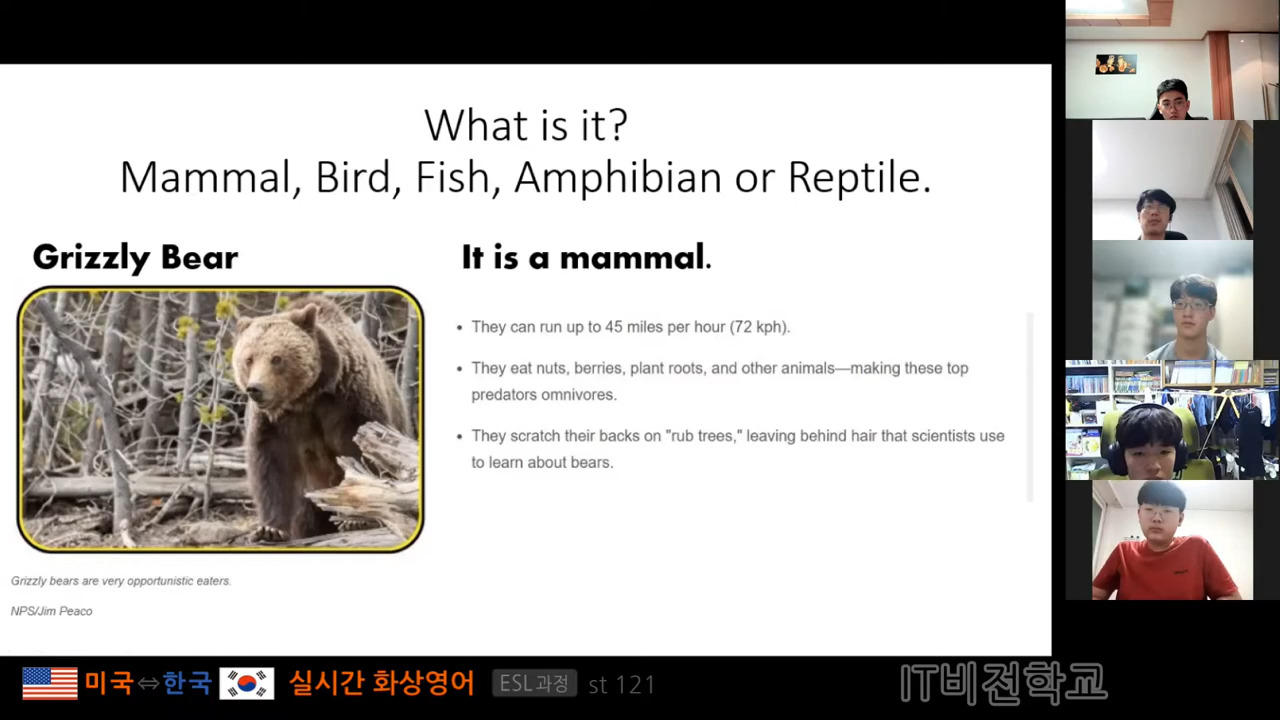 What is it?
Mammal, Bird, Fish, Amphibian or Reptile.
Grizzly Bear
It is a mammal.
• They can run up to 45 miles per hour (72 kph).
• They eat nuts, berries, plant roots, and other animals—making these top
predators omnivores.
• They scratch their backs on "rub trees," leaving behind hair that scientists use
to learn about bears.
Grizzly bears are very opportunistic eaters.
NPS/Jim Peaco
미국⇔한국 실시간 화상영어 ESL과정 st 121
IT비전학교